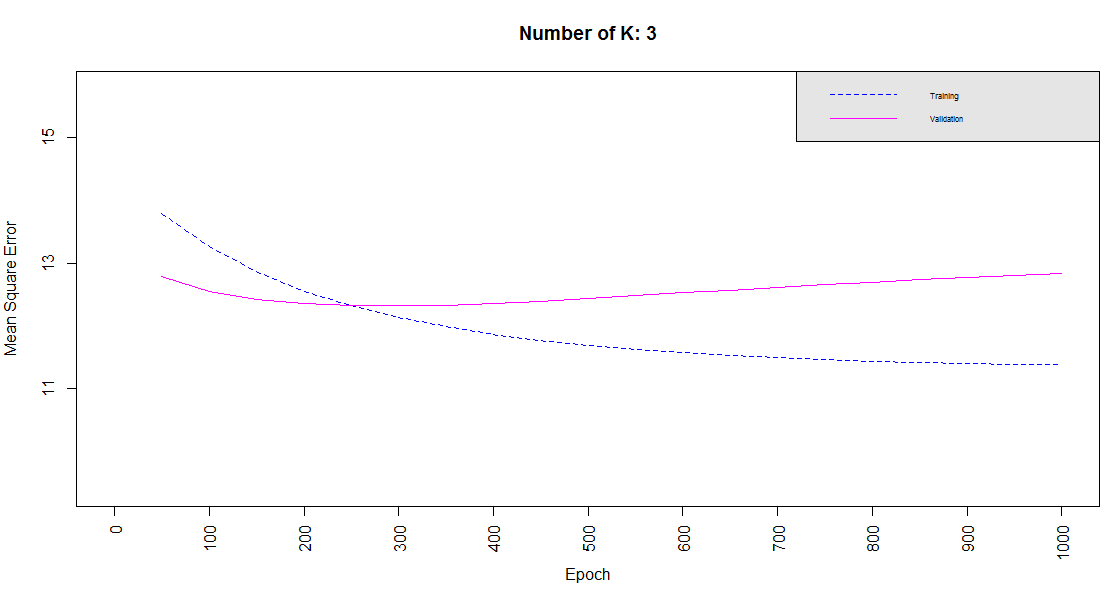 Number of K: 3
Training
Validation
Mean Square Error
15
13
11
0 100 200 300 400 500 600 700 800 900 1000
Epoch